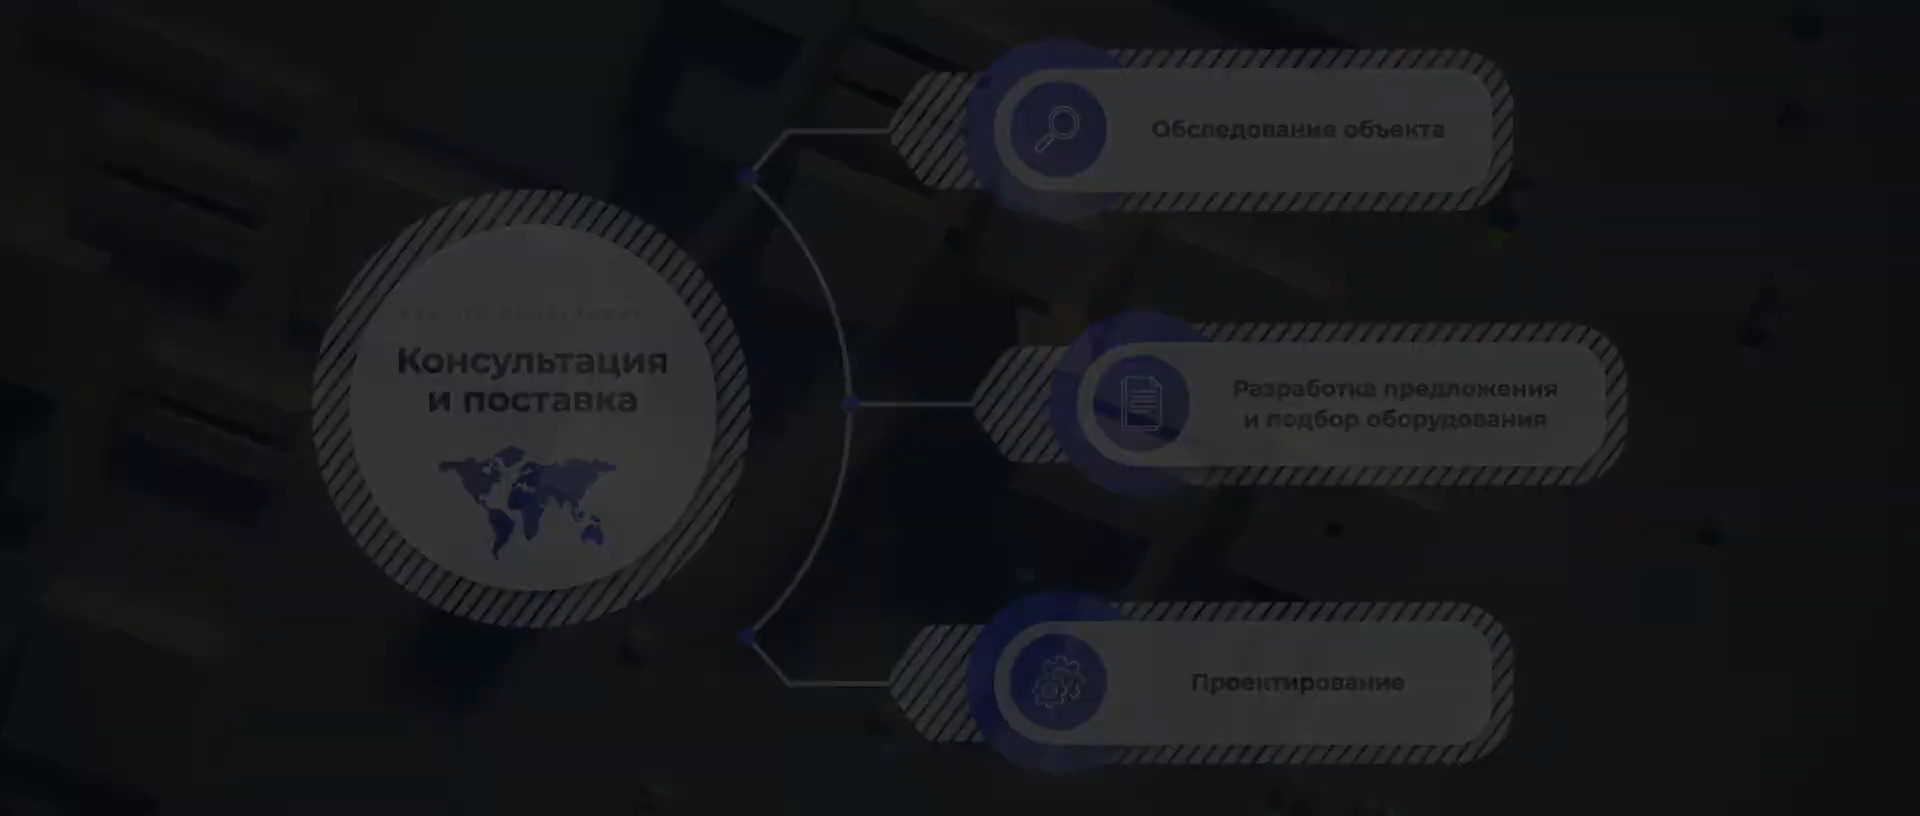 Консультация
и поставка
Обследование объекта
Разработка предложения
и подбор оборудования
Проектирование